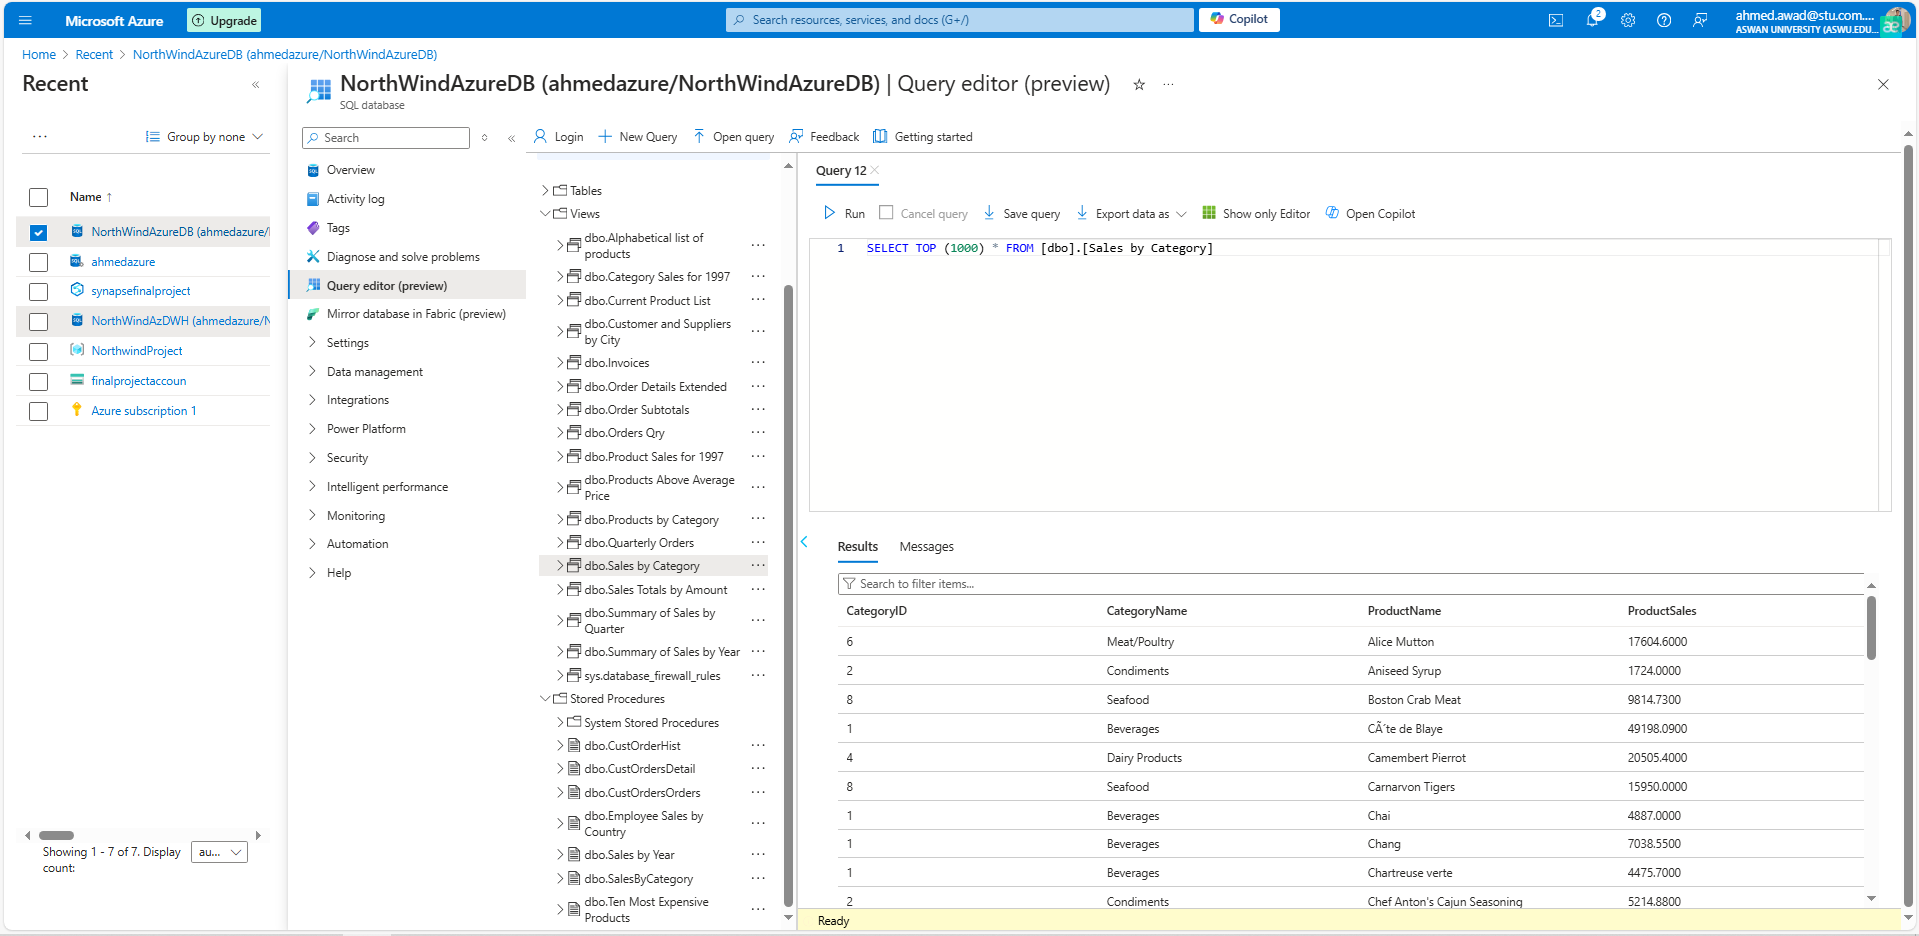 Microsoft Azure
Upgrade
Search resources, services, and docs (G+/)
Copilot
2
ahmed.awad@stu.com....
ASWAN UNIVERSITY (ASWU.EDU...
Home > Recent > NorthWindAzureDB (ahmedazure/NorthWindAzureDB)
Recent
Group by none
Name ↑
NorthWindAzureDB (ahmedazure/
ahmedazure
synapsefinalproject
NorthWindAzDWH (ahmedazure/N
NorthwindProject
finalprojectaccoun
Azure subscription 1
Showing 1 - 7 of 7. Display
count:
au...
NorthWindAzureDB (ahmedazure/NorthWindAzureDB) | Query editor (preview)
SQL database
Search
Overview
Activity log
Tags
Diagnose and solve problems
Query editor (preview)
Mirror database in Fabric (preview)
Settings
Data management
Integrations
Power Platform
Security
Intelligent performance
Monitoring
Automation
Help
Login
New Query
Open query
Feedback
Getting started
Tables
Views
dbo.Alphabetical list of
products
dbo.Category Sales for 1997
dbo.Current Product List
dbo.Customer and Suppliers
by City
dbo.Invoices
dbo.Order Details Extended
dbo.Order Subtotals
dbo.Orders Qry
dbo.Product Sales for 1997
dbo.Products Above Average
Price
dbo.Products by Category
dbo.Quarterly Orders
dbo.Sales by Category
dbo.Sales Totals by Amount
dbo.Summary of Sales by
Quarter
dbo.Summary of Sales by Year
sys.database_firewall_rules
Stored Procedures
System Stored Procedures
dbo.CustOrderHist
dbo.CustOrdersDetail
dbo.CustOrdersOrders
dbo.Employee Sales by
Country
dbo.Sales by Year
dbo.SalesByCategory
dbo.Ten Most Expensive
Products
Query 12
Run
Cancel query
Save query
Export data as
Show only Editor
Open Copilot
1 SELECT TOP (1000) * FROM [dbo].[Sales by Category]
Results Messages
Search to filter items...
CategoryID CategoryName ProductName ProductSales
6 Meat/Poultry Alice Mutton 17604.6000
2 Condiments Aniseed Syrup 1724.0000
8 Seafood Boston Crab Meat 9814.7300
1 Beverages CÃ´te de Blaye 49198.0900
4 Dairy Products Camembert Pierrot 20505.4000
8 Seafood Carnarvon Tigers 15950.0000
1 Beverages Chai 4887.0000
1 Beverages Chang 7038.5500
1 Beverages Chartreuse verte 4475.7000
2 Condiments Chef Anton's Cajun Seasoning 5214.8800
Ready